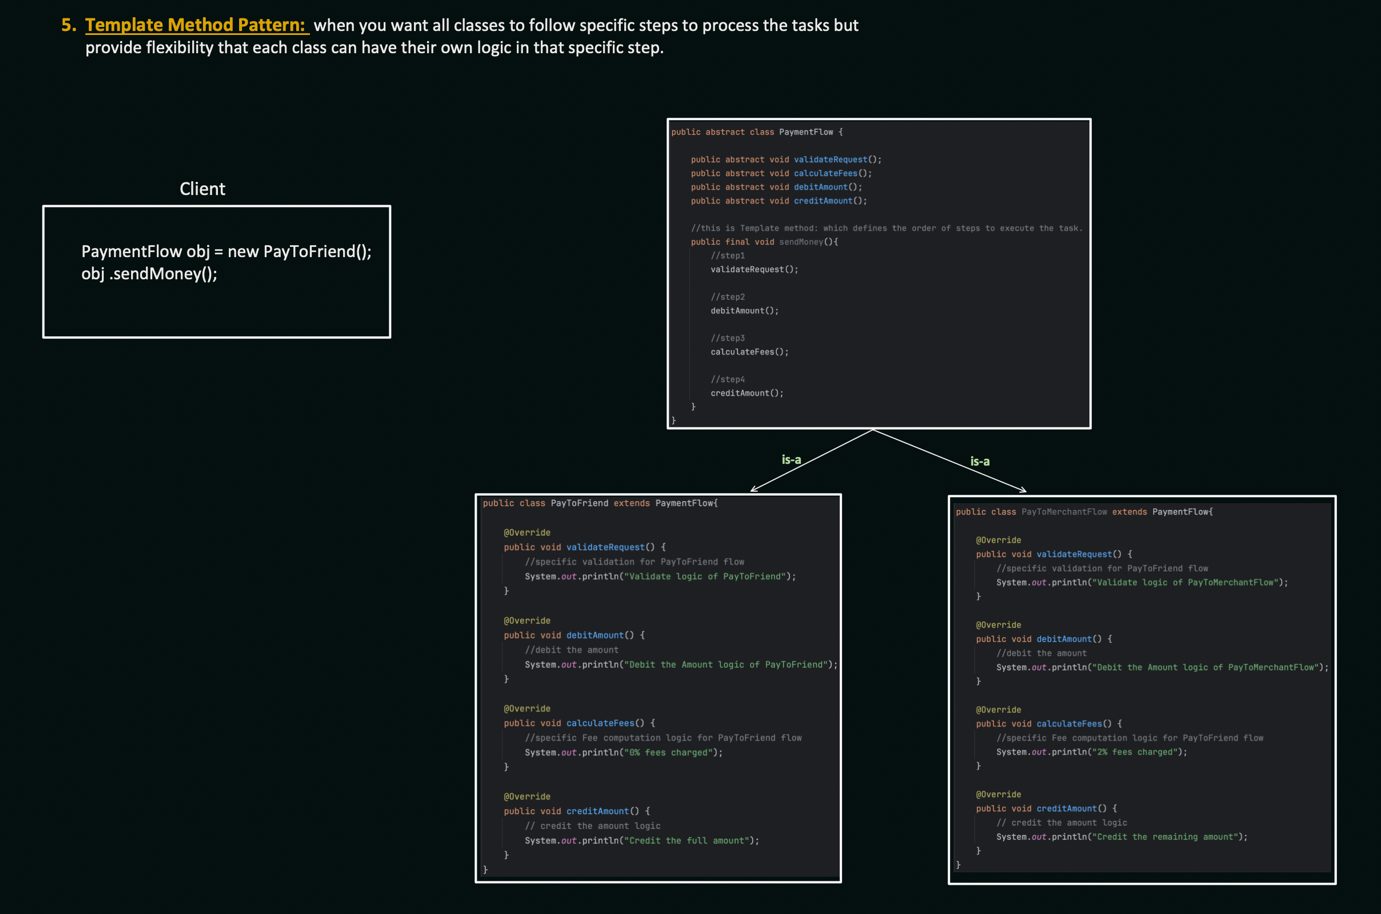 5. Template Method Pattern: when you want all classes to follow specific steps to process the tasks but
provide flexibility that each class can have their own logic in that specific step.
Client
PaymentFlow obj = new PayToFriend();
obj .sendMoney();
public abstract class PaymentFlow {
public abstract void validateRequest();
public abstract void calculateFees();
public abstract void debitAmount();
public abstract void creditAmount();
//this is Template method: which defines the order of steps to execute the task.
public final void sendMoney(){
//step1
validateRequest();
//step2
debitAmount();
//step3
calculateFees();
//step4
creditAmount();
}
}
is-a
is-a
public class PayToFriend extends PaymentFlow{
@Override
public void validateRequest() {
//specific validation for PayToFriend flow
System.out.println("Validate logic of PayToFriend");
}
@Override
public void debitAmount() {
//debit the amount
System.out.println("Debit the Amount logic of PayToFriend");
}
@Override
public void calculateFees() {
//specific Fee computation logic for PayToFriend flow
System.out.println("0% fees charged");
}
@Override
public void creditAmount() {
// credit the amount logic
System.out.println("Credit the full amount");
}
}
public class PayToMerchantFlow extends PaymentFlow{
@Override
public void validateRequest() {
//specific validation for PayToFriend flow
System.out.println("Validate logic of PayToMerchantFlow");
}
@Override
public void debitAmount() {
//debit the amount
System.out.println("Debit the Amount logic of PayToMerchantFlow");
}
@Override
public void calculateFees() {
//specific Fee computation logic for PayToFriend flow
System.out.println("2% fees charged");
}
@Override
public void creditAmount() {
// credit the amount logic
System.out.println("Credit the remaining amount");
}
}